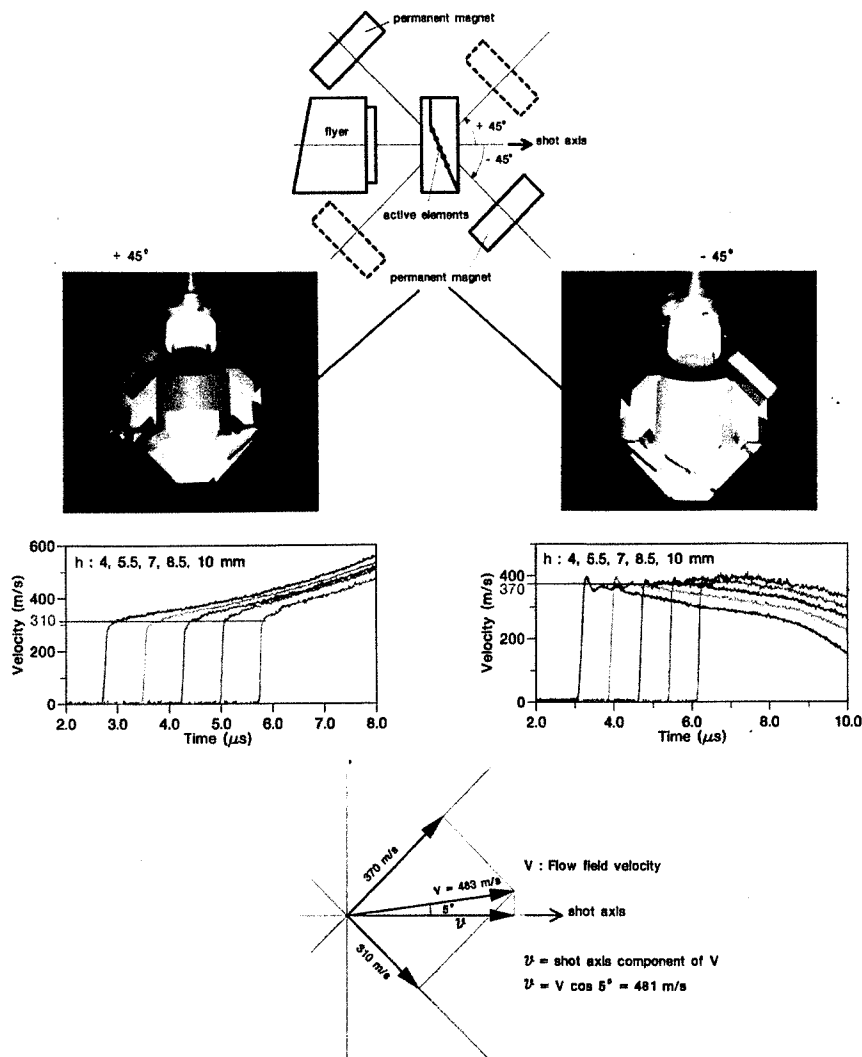 permanent magnet
flyer
+ 45°
- 45°
shot axis
active elements
permanent magnet
+ 45°
- 45°
h : 4, 5.5, 7, 8.5, 10 mm
Velocity (m/s)
600
400
310
200
0
2.0 3.0 4.0 5.0 6.0 7.0 8.0
Time (μs)
h : 4, 5.5, 7, 8.5, 10 mm
Velocity (m/s)
400
370
200
0
2.0 4.0 6.0 8.0 10.0
Time (μs)
370 m/s
V = 483 m/s
5°
v
310 m/s
shot axis
V : Flow field velocity
v = shot axis component of V
v = V cos 5° = 481 m/s